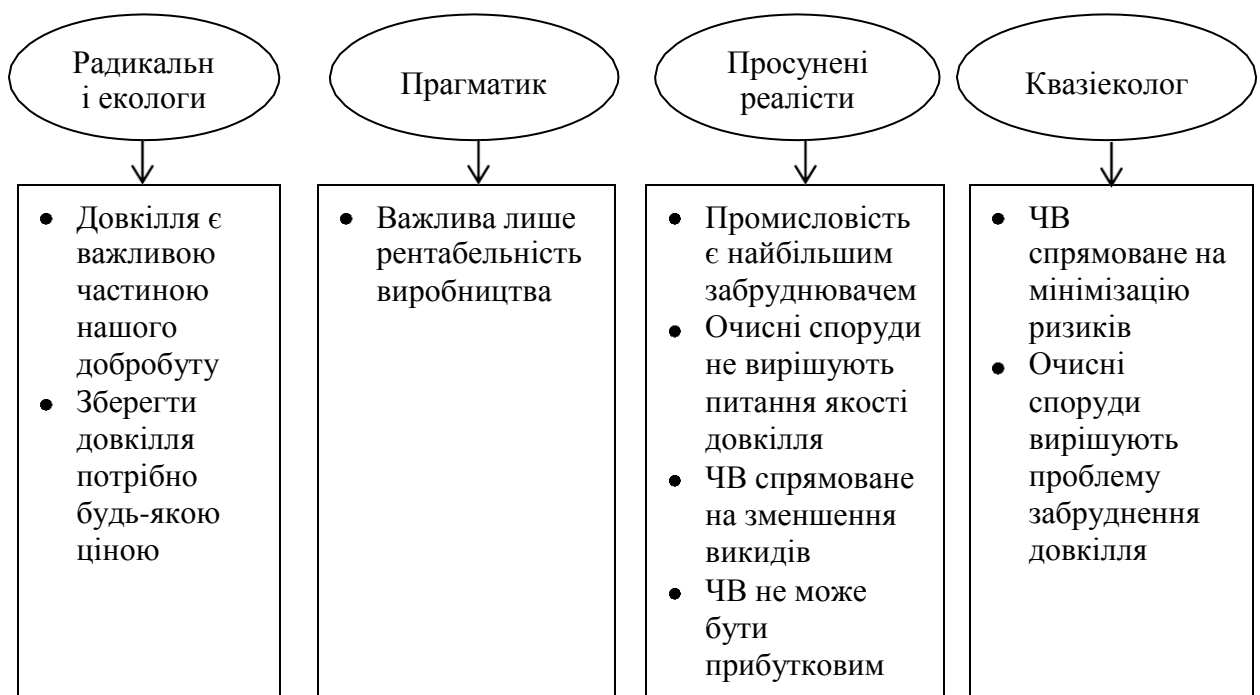 Радикальн
і екологи
Прагматик
Просунені
реалісти
Квазіеколог
• Довкілля є
важливою
частиною
нашого
добробуту
• Зберегти
довкілля
потрібно
будь-якою
ціною
• Важлива лише
рентабельність
виробництва
• Промисловість
є найбільшим
забруднювачем
• Очисні споруди
не вирішують
питання якості
довкілля
• ЧВ спрямоване
на зменшення
викидів
• ЧВ не може
бути
прибутковим
• ЧВ
спрямоване на
мінімізацію
ризиків
• Очисні
споруди
вирішують
проблему
забруднення
довкілля